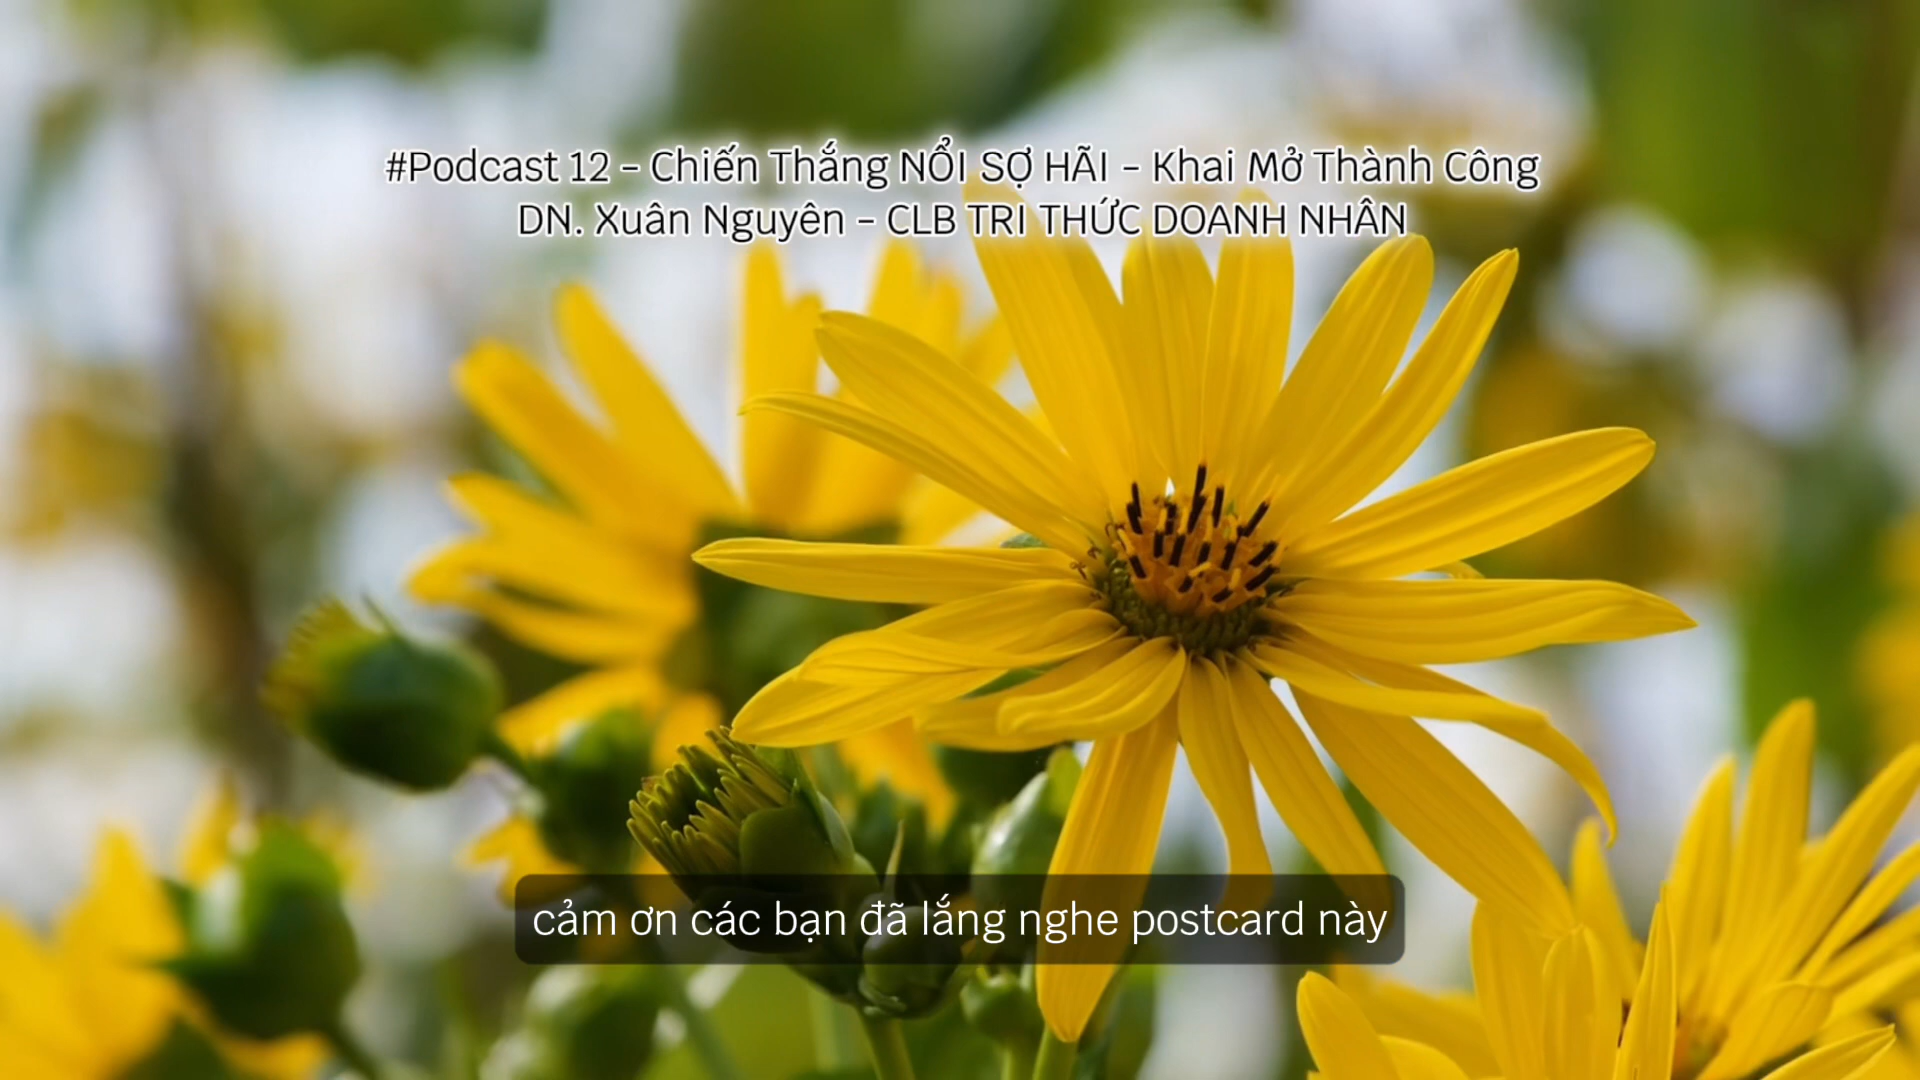 #Podcast 12 - Chiến Thắng NỔI SỢ HÃI - Khai Mở Thành Công
DN. Xuân Nguyên - CLB TRI THỨC DOANH NHÂN
cảm ơn các bạn đã lắng nghe postcard này